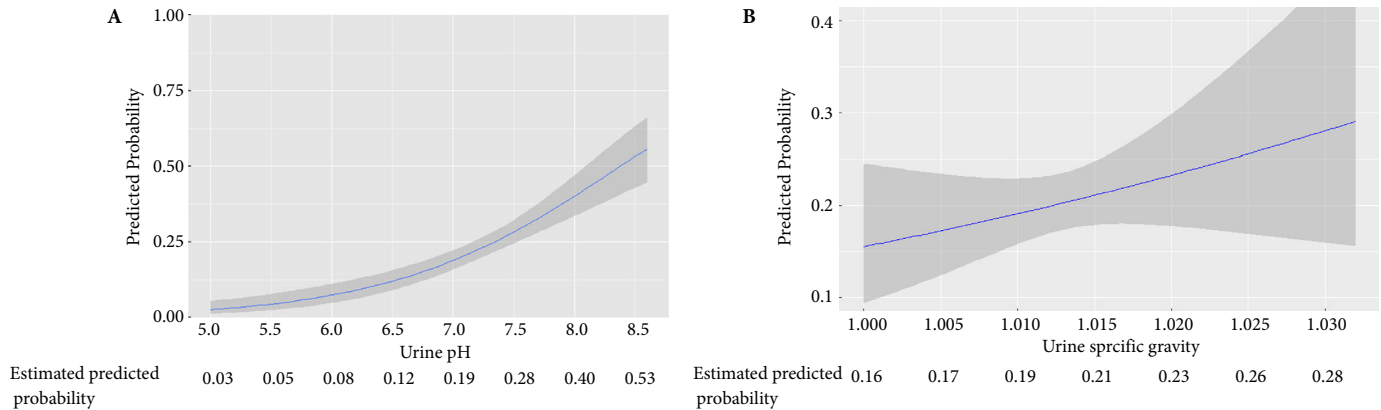 A
Predicted Probability
1.00
0.75
0.50
0.25
0.00
5.0 5.5 6.0 6.5 7.0 7.5 8.0 8.5
Urine pH
Estimated predicted probability
0.03 0.05 0.08 0.12 0.19 0.28 0.40 0.53
B
Predicted Probability
0.4
0.3
0.2
0.1
1.000 1.005 1.010 1.015 1.020 1.025 1.030
Urine sprcific gravity
Estimated predicted probability
0.16 0.17 0.19 0.21 0.23 0.26 0.28